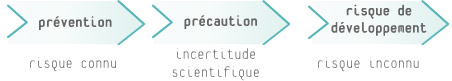 prévention
précaution
risque de
développement
risque connu
incertitude
scientifique
risque inconnu